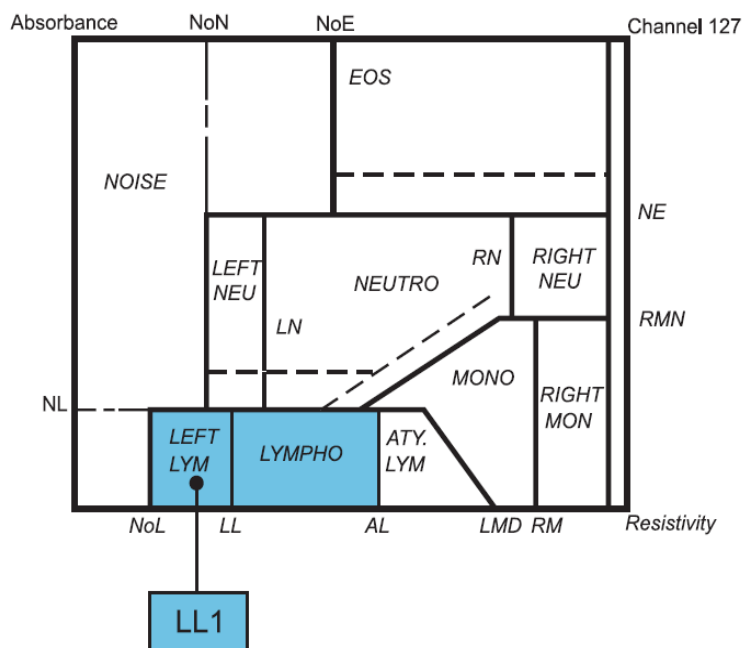 Absorbance NoN NoE Channel 127
EOS
NOISE
NE
LEFT NEU
NEUTRO
RN
RIGHT NEU
LN
RMN
MONO
RIGHT MON
NL
LEFT LYM
LYMPHO
ATY. LYM
NoL LL AL LMD RM Resistivity
LL1